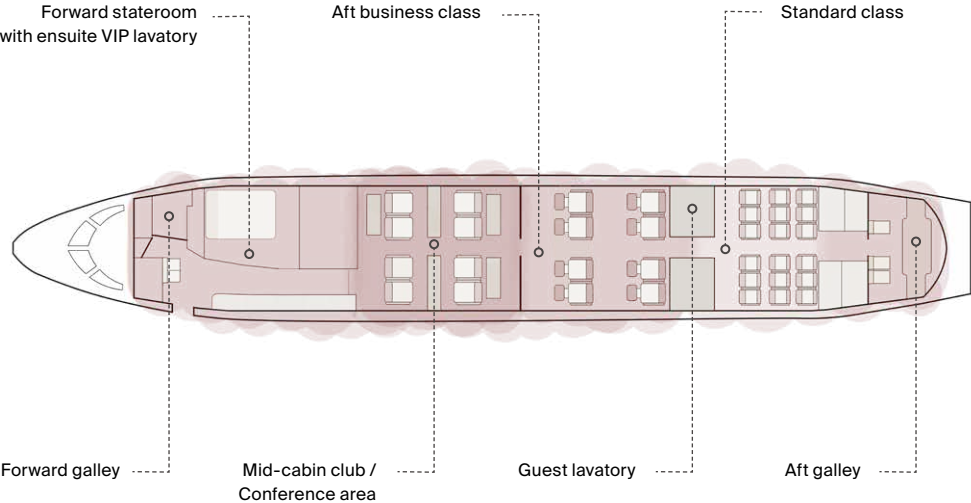 Forward stateroom
with ensuite VIP lavatory
Aft business class
Standard class
Forward galley
Mid-cabin club /
Conference area
Guest lavatory
Aft galley